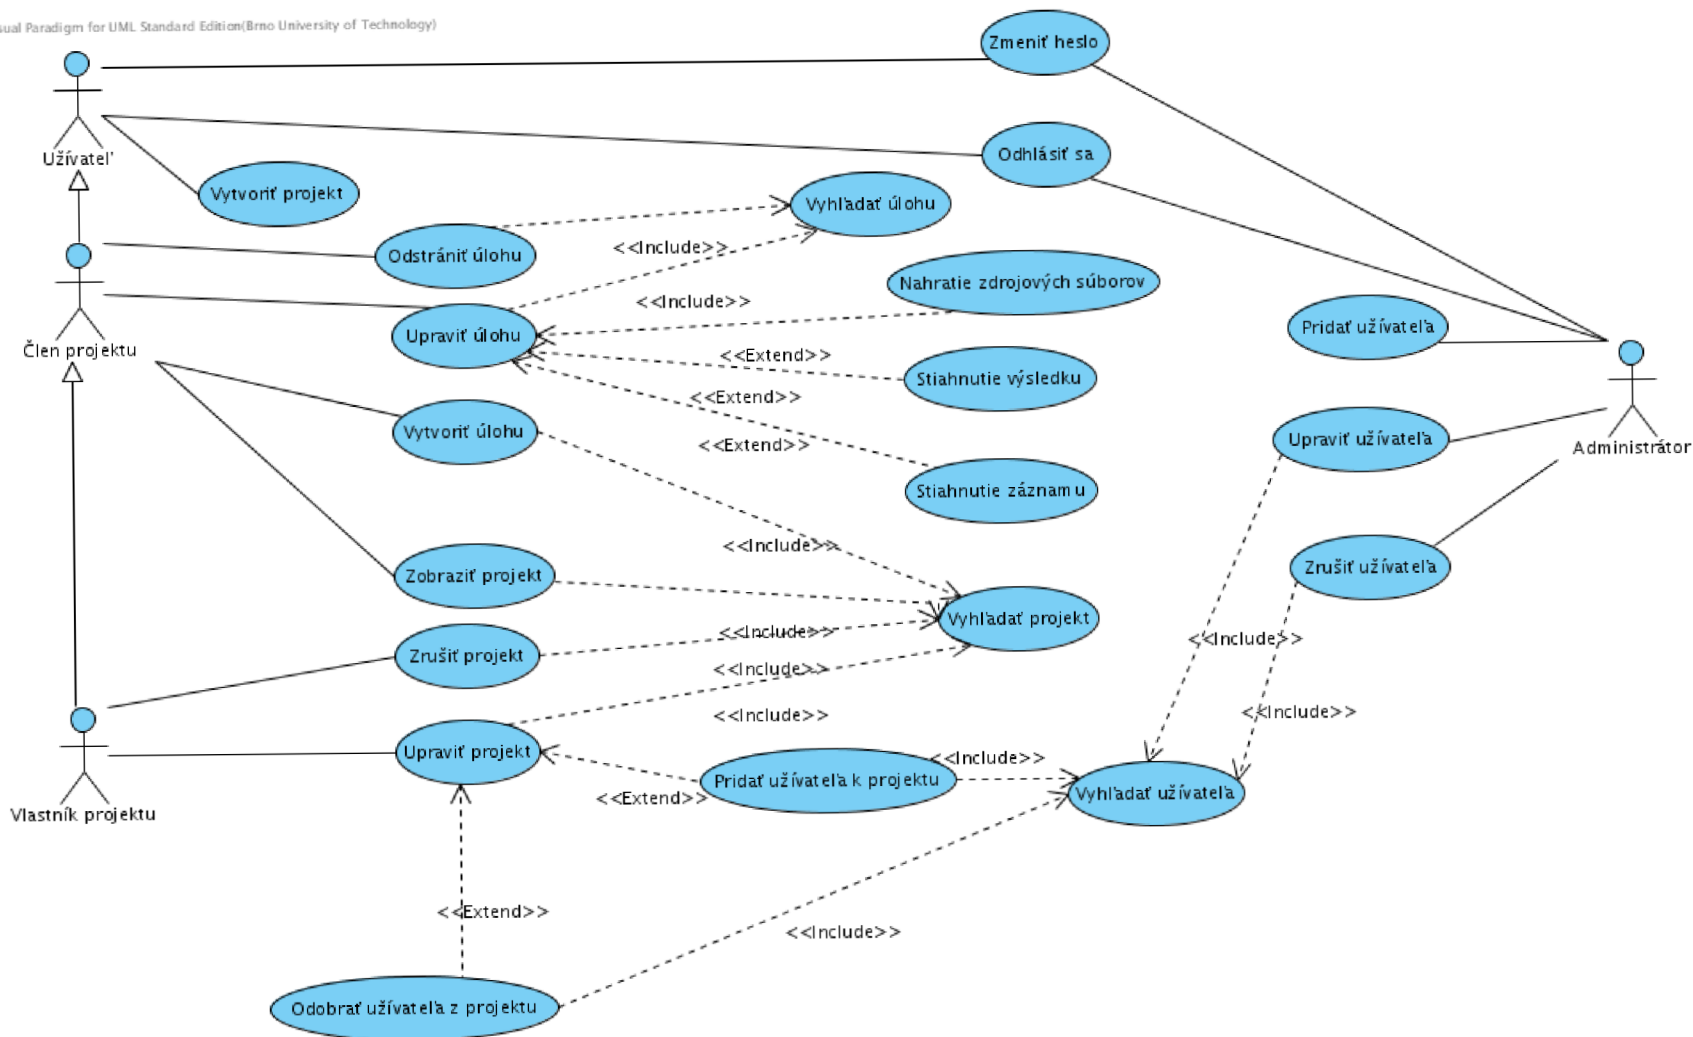 sual Paradigm for UML Standard Edition(Brno University of Technology)
Zmeniť heslo
Užívateľ
Odhlásiť sa
Vytvoriť projekt
Vyhľadať úlohu
Odstrániť úlohu
<<Include>>
Nahratie zdrojových súborov
<<Include>>
Upraviť úlohu
Pridať užívateľa
Člen projektu
<<Extend>>
Stiahnutie výsledku
<<Extend>>
Vytvoriť úlohu
<<Extend>>
Upraviť užívateľa
Administrátor
Stiahnutie záznamu
<<Include>>
Zrušiť užívateľa
Zobraziť projekt
Vyhľadať projekt
<<Include>>
<<Include>>
Zrušiť projekt
<<Include>>
<<Include>>
<<Include>>
Upraviť projekt
<<Include>>
Pridať užívateľa k projektu
<<Extend>>
Vyhľadať užívateľa
Vlastník projektu
<<Extend>>
<<Include>>
Odobrať užívateľa z projektu